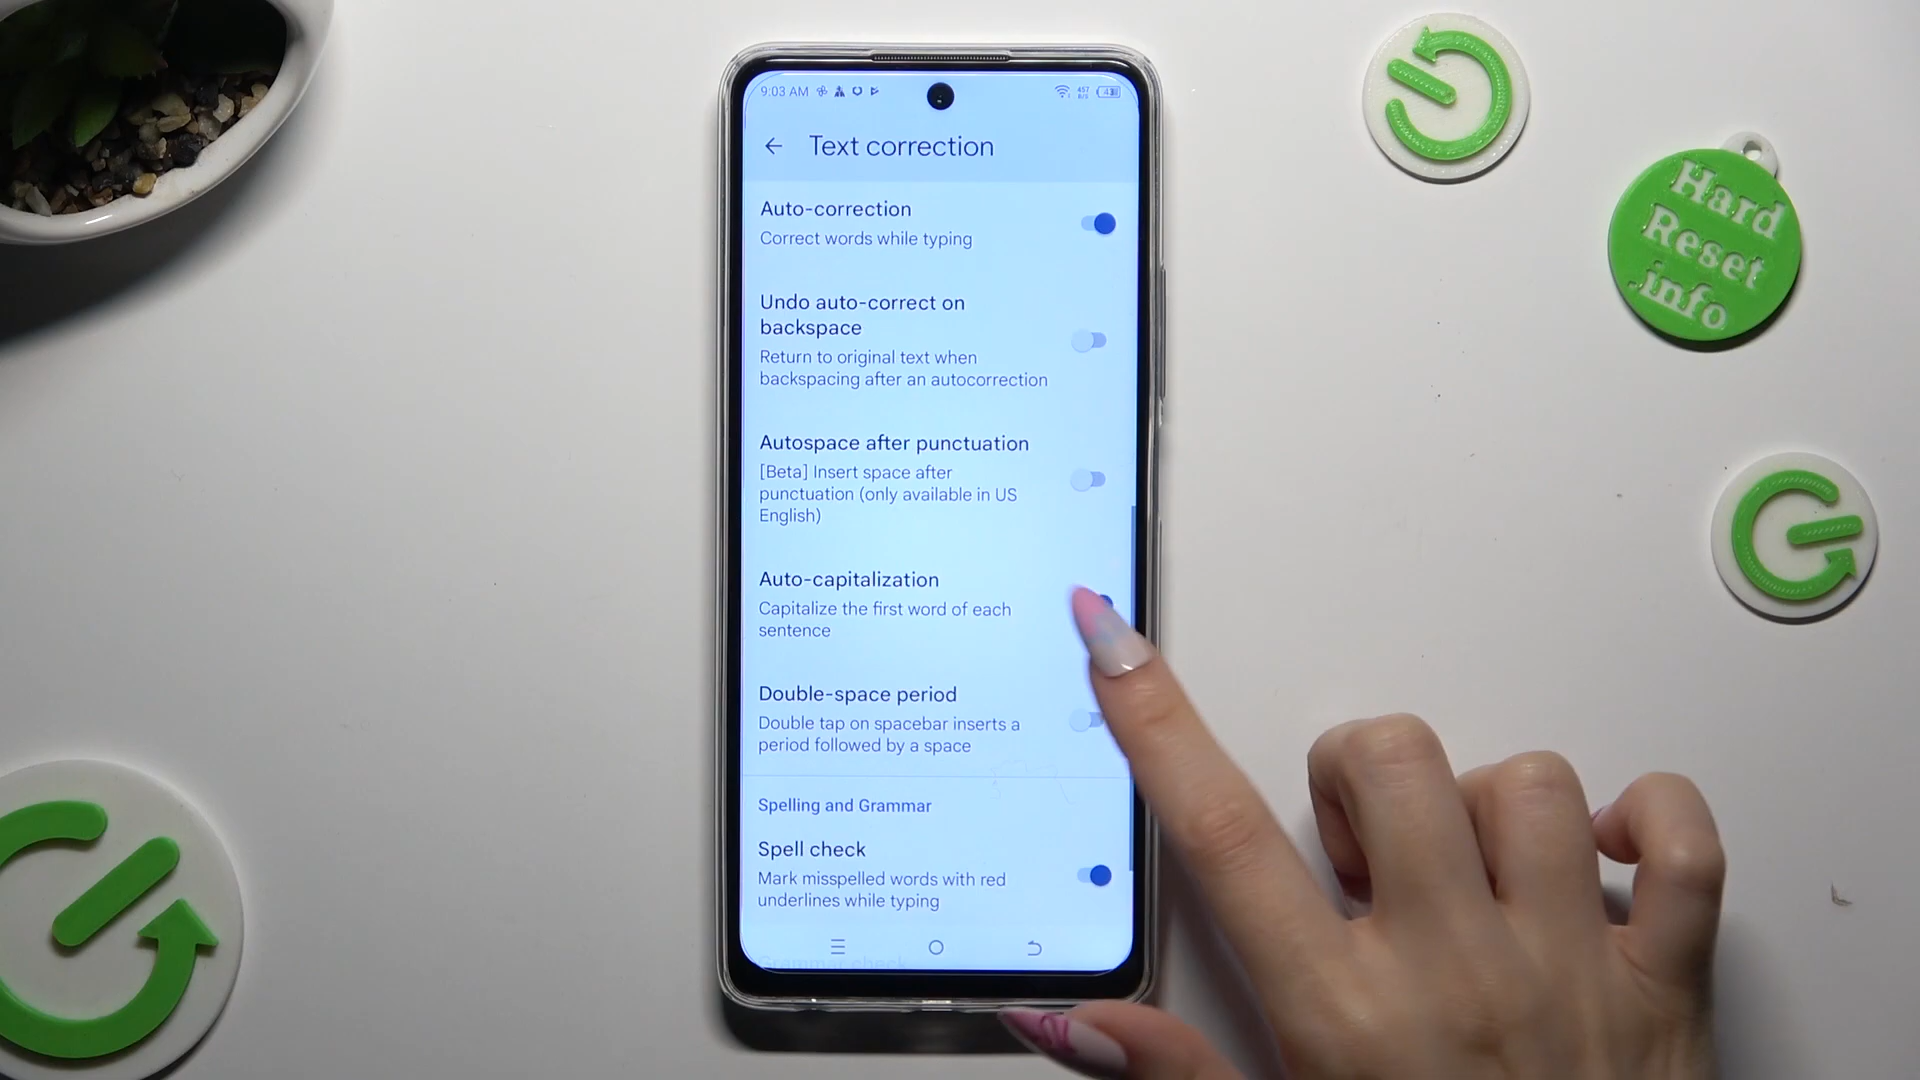 9:03 AM
Text correction
Auto-correction
Correct words while typing
Undo auto-correct on
backspace
Return to original text when
backspacing after an autocorrection
Autospace after punctuation
[Beta] Insert space after
punctuation (only available in US
English)
Auto-capitalization
Capitalize the first word of each
sentence
Double-space period
Double tap on spacebar inserts a
period followed by a space
Spelling and Grammar
Spell check
Mark misspelled words with red
underlines while typing
Grammar check
Hard
Reset
.info